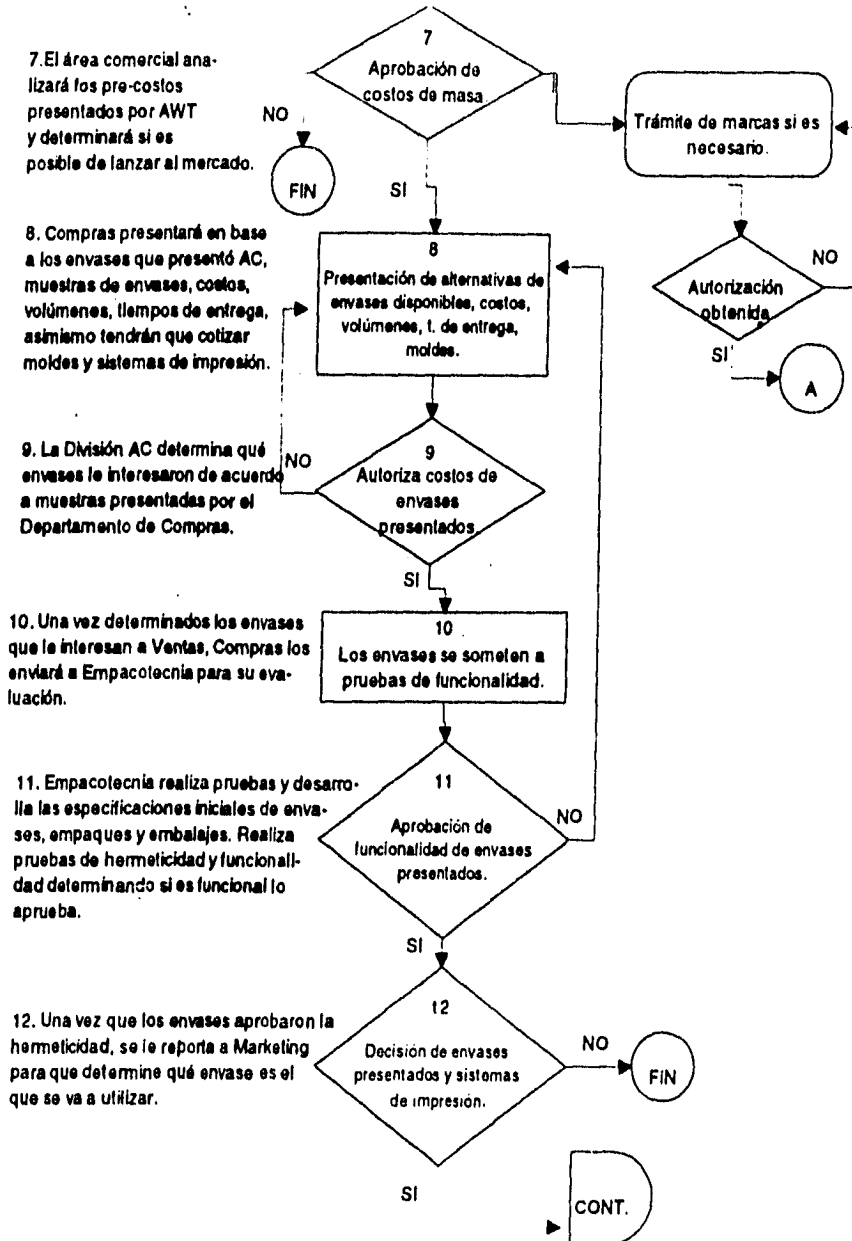 7.El área comercial ana-
lizará los pre-costos
presentados por AWT
y determinará si es
posible de lanzar al mercado.
7
Aprobación de
costos de masa.
NO
FIN
SI
Trámite de marcas si es
necesario.
Autorización
obtenida.
NO
SI
A
8. Compras presentará en base
a los envases que presentó AC,
muestras de envases, costos,
volúmenes, tiempos de entrega,
asimismo tendrán que cotizar
moldes y sistemas de impresión.
8
Presentación de alternativas de
envases disponibles, costos,
volúmenes, t. de entrega,
moldes.
9. La División AC determina qué
envases le interesaron de acuerdo
a muestras presentadas por el
Departamento de Compras.
NO
9
Autoriza costos de
envases
presentados.
SI
10. Una vez determinados los envases
que le interesan a Ventas, Compras los
enviará a Empacotecnia para su eva-
luación.
10
Los envases se someten a
pruebas de funcionalidad.
11. Empacotecnia realiza pruebas y desarro-
lla las especificaciones iniciales de enva-
ses, empaques y embalajes. Realiza
pruebas de hermeticidad y funcionali-
dad determinando si es funcional lo
aprueba.
11
Aprobación de
funcionalidad de envases
presentados.
NO
SI
12. Una vez que los envases aprobaron la
hermeticidad, se le reporta a Marketing
para que determine qué envase es el
que se va a utilizar.
12
Decisión de envases
presentados y sistemas
de impresión.
NO
FIN
SI
CONT.